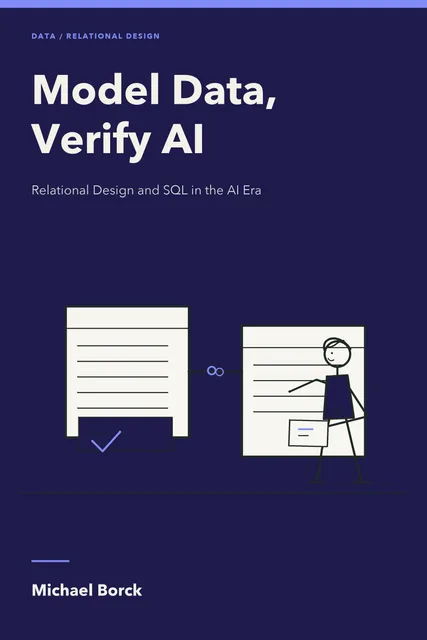 DATA / RELATIONAL DESIGN
Model Data,
Verify AI
Relational Design and SQL in the AI Era
Michael Borck